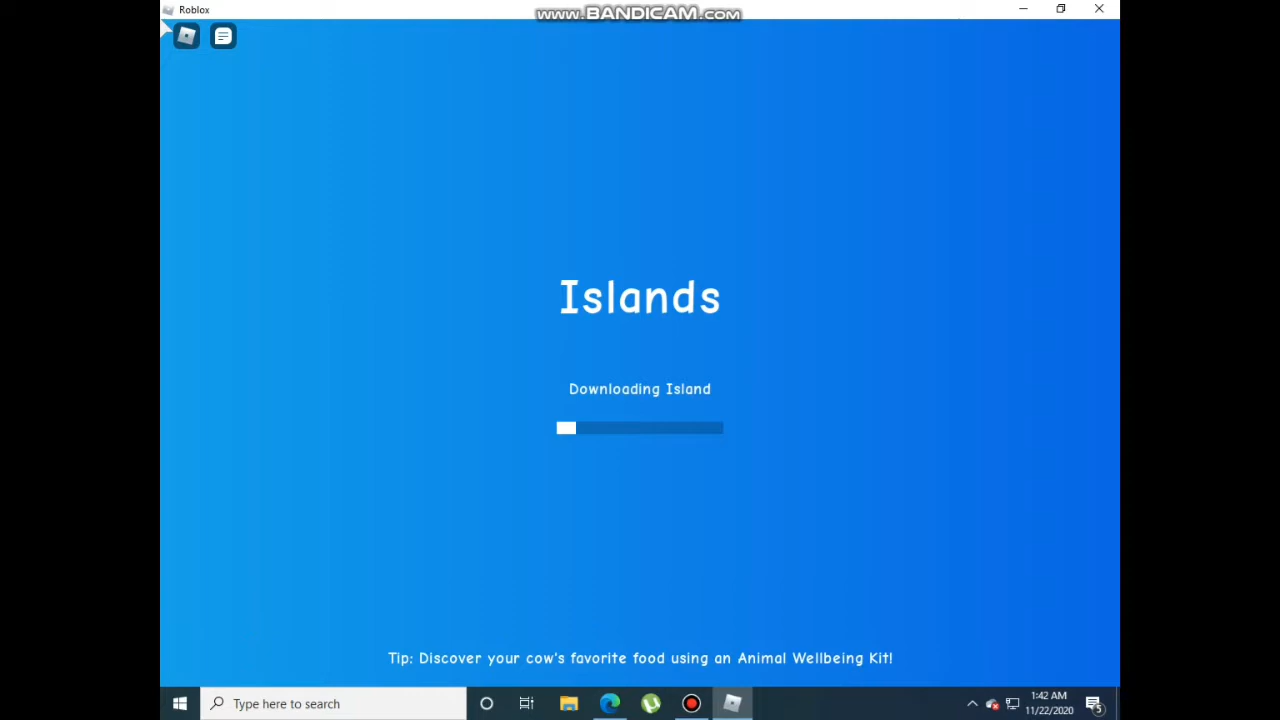 Roblox
www.BANDICAM.com
Islands
Downloading Island
Tip: Discover your cow's favorite food using an Animal Wellbeing Kit!
Type here to search
1:42 AM
11/22/2020
5